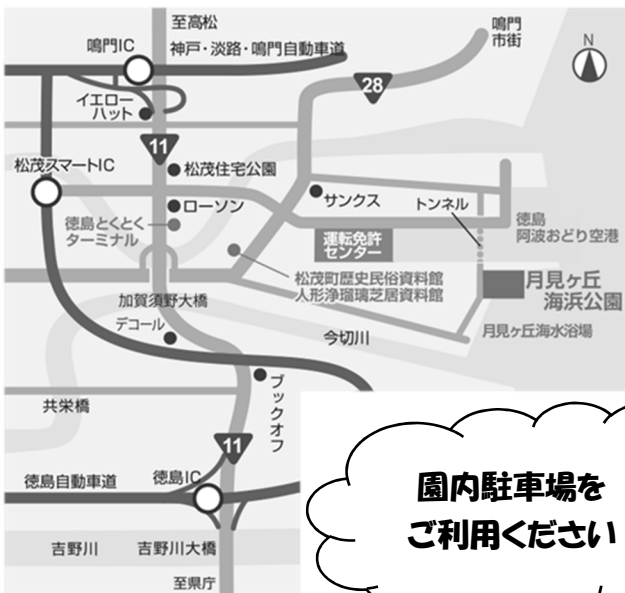 至高松
鳴門IC
神戸・淡路・鳴門自動車道
鳴門
市街
N
28
イエロー
ハット
11
松茂スマートIC
松茂住宅公園
ローソン
サンクス
トンネル
徳島とくとく
ターミナル
運転免許
センター
徳島
阿波おどり空港
松茂町歴史民俗資料館
人形浄瑠璃芝居資料館
月見ヶ丘
海浜公園
加賀須野大橋
デコール
今切川
月見ヶ丘海水浴場
ブックオフ
共栄橋
11
徳島自動車道
徳島IC
園内駐車場を
ご利用ください
吉野川
吉野川大橋
至県庁